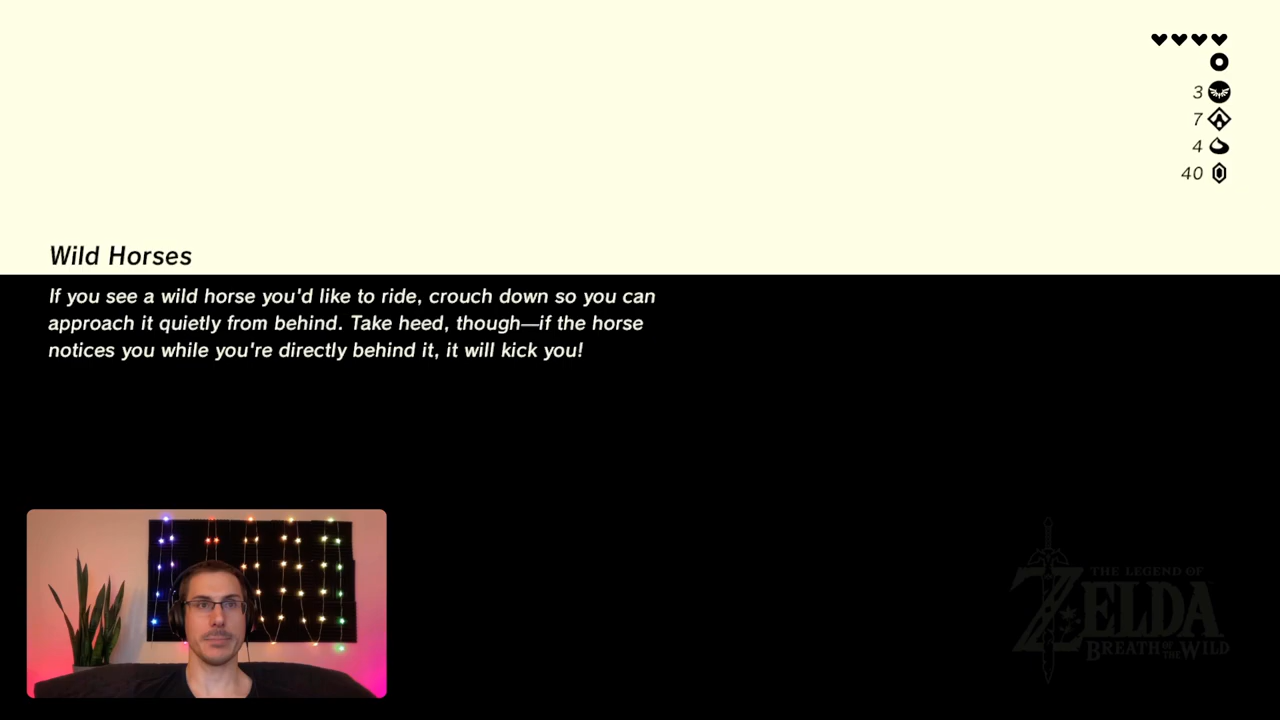 3
7
4
40
Wild Horses
If you see a wild horse you'd like to ride, crouch down so you can
approach it quietly from behind. Take heed, though—if the horse
notices you while you're directly behind it, it will kick you!
THE LEGEND OF
ZELDA
BREATH OF THE WILD